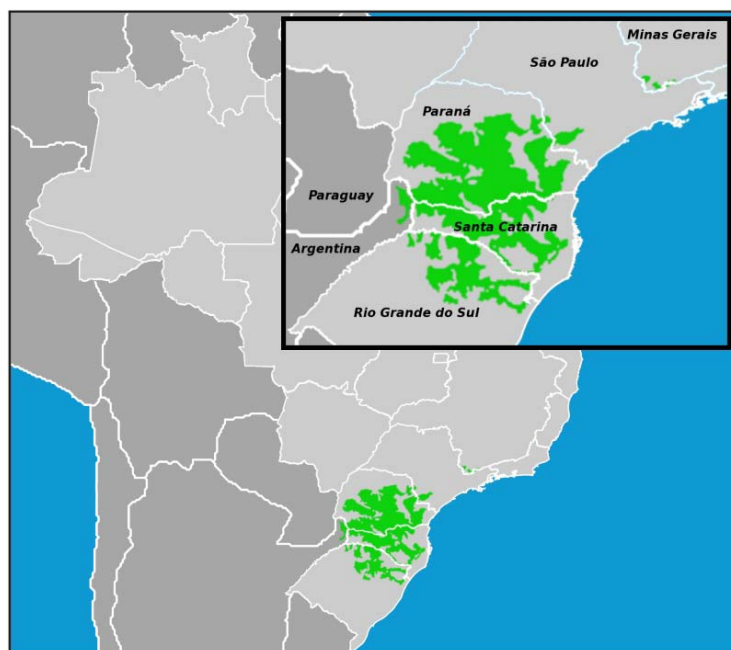 Minas Gerais
São Paulo
Paraná
Paraguay
Santa Catarina
Argentina
Rio Grande do Sul